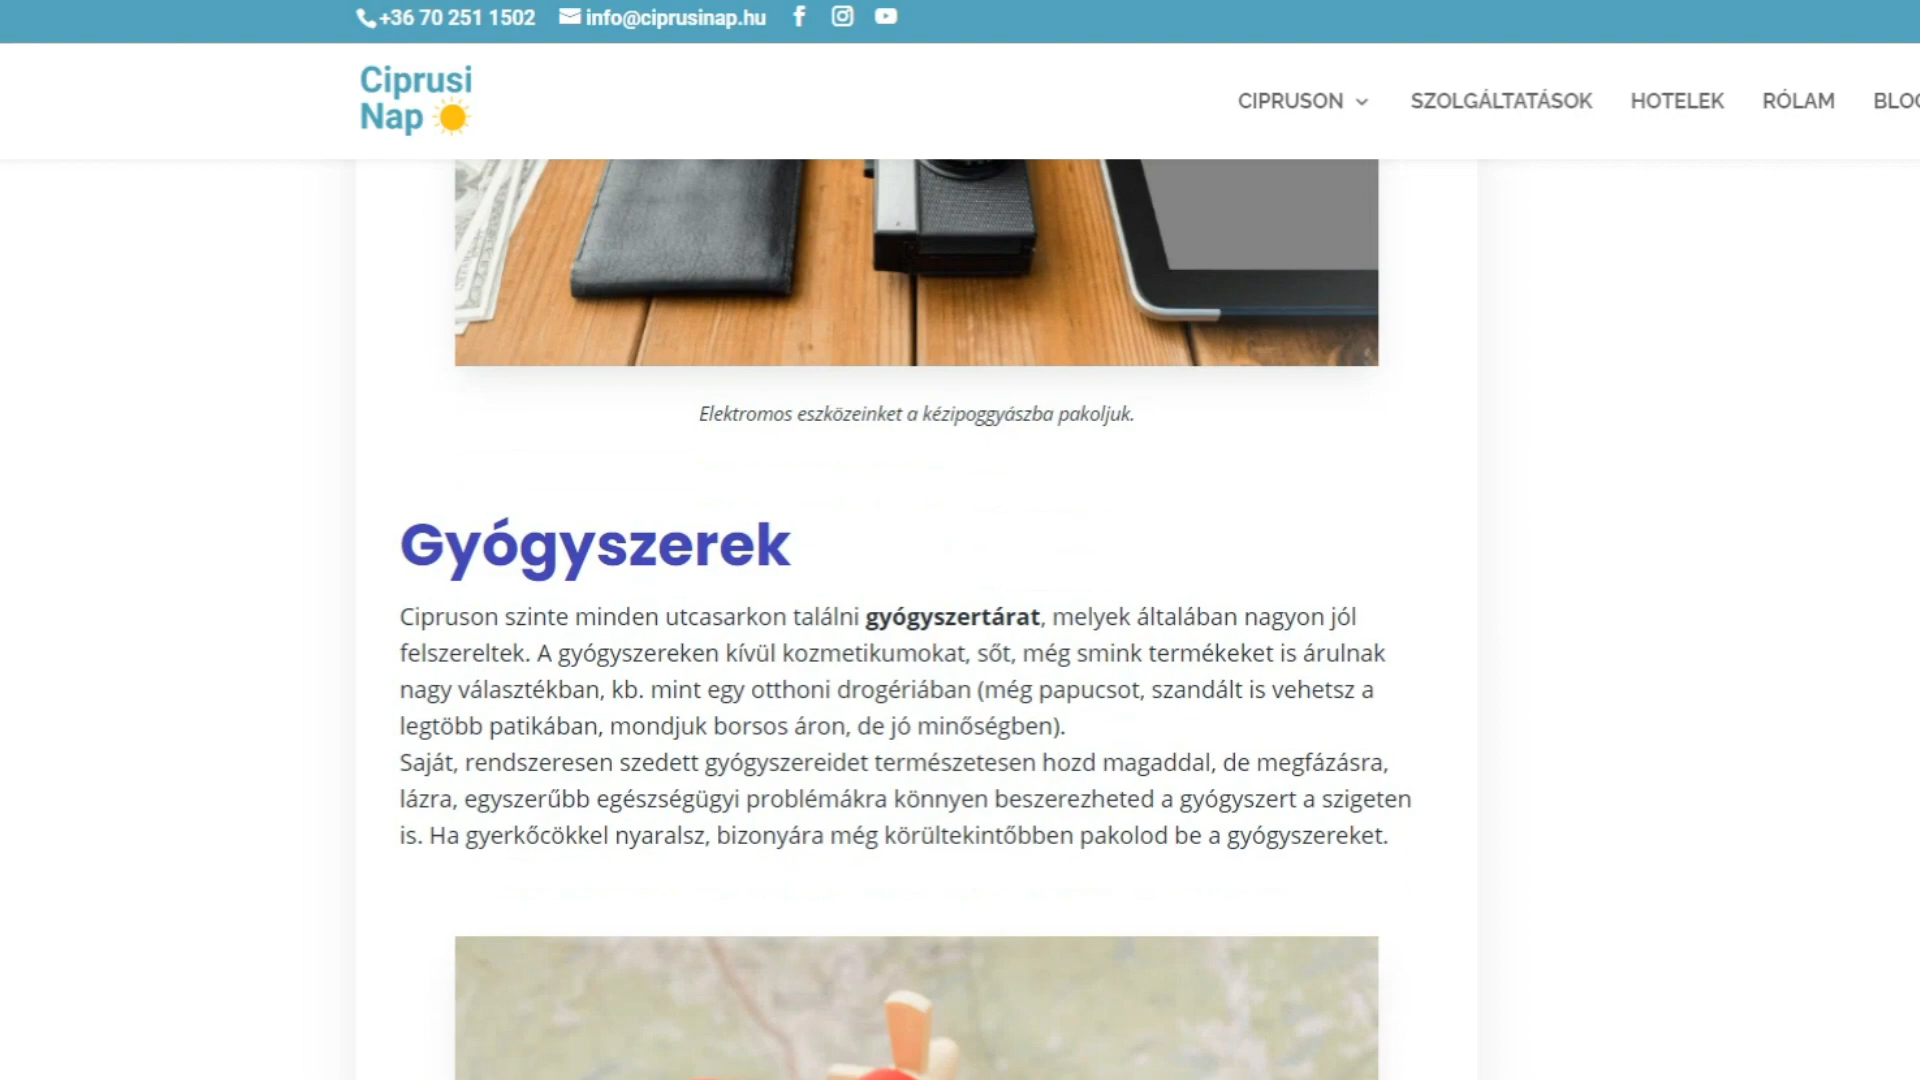 +36 70 251 1502 info@ciprusinap.hu
Ciprusi
Nap
CIPRUSON SZOLGÁLTATÁSOK HOTELEK RÓLAM BLOG
Elektromos eszközeinket a kézipoggyászba pakoljuk.
Gyógyszerek
Cipruson szinte minden utcasarkon találni gyógyszertárat, melyek általában nagyon jól
felszereltek. A gyógyszereken kívül kozmetikumokat, sőt, még smink termékeket is árulnak
nagy választékban, kb. mint egy otthoni drogériában (még papucsot, szandált is vehetsz a
legtöbb patikában, mondjuk borsos áron, de jó minőségben).
Saját, rendszeresen szedett gyógyszereidet természetesen hozd magaddal, de megfázásra,
lázra, egyszerűbb egészségügyi problémákra könnyen beszerezheted a gyógyszert a szigeten
is. Ha gyerkőcökkel nyaralsz, bizonyára még körültekintőbben pakolod be a gyógyszereket.